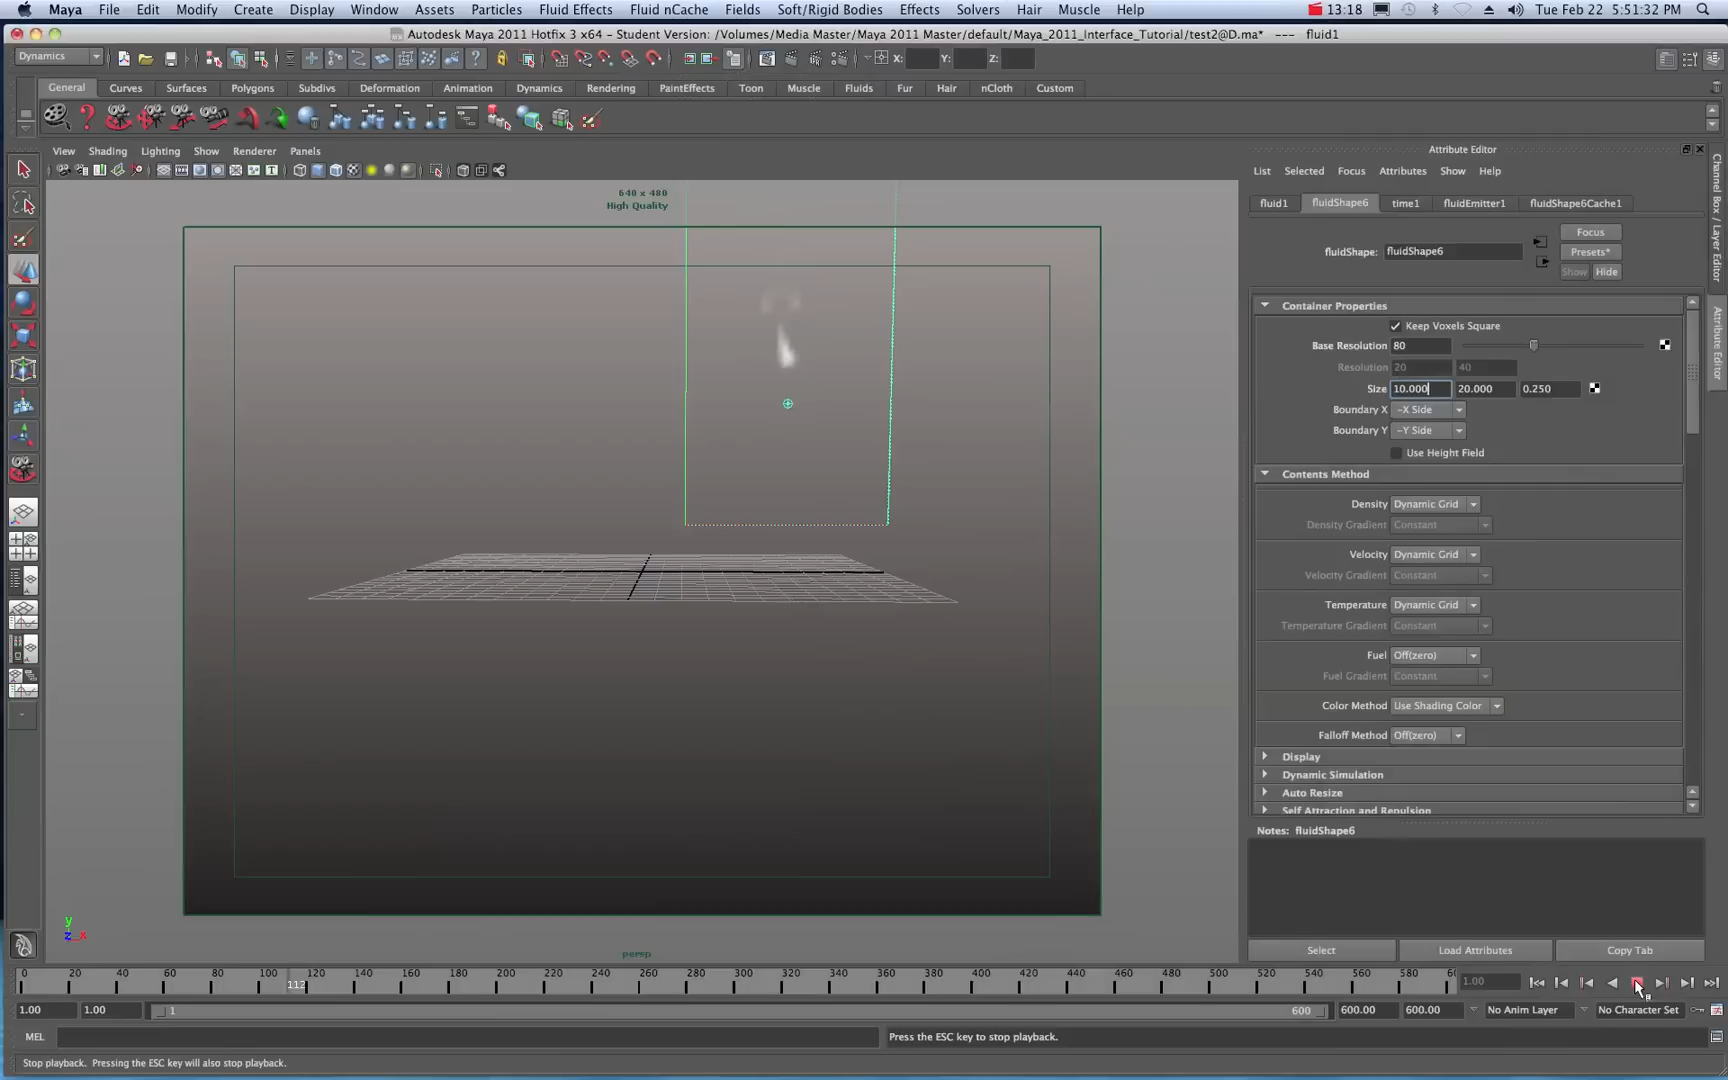 Maya File Edit Modify Create Display Window Assets Particles Fluid Effects Fluid nCache Fields Soft/Rigid Bodies Effects Solvers Hair Muscle Help 13:18 Tue Feb 22 5:51:32 PM
Autodesk Maya 2011 Hotfix 3 x64 - Student Version: /Volumes/Media Master/Maya 2011 Master/default/Maya_2011_Interface_Tutorial/test2@D.ma* --- fluid1
Dynamics X: Y: Z:
General Curves Surfaces Polygons Subdivs Deformation Animation Dynamics Rendering PaintEffects Toon Muscle Fluids Fur Hair nCloth Custom
View Shading Lighting Show Renderer Panels
640 x 480
High Quality
persp
y
z x
Attribute Editor
List Selected Focus Attributes Show Help
fluid1 fluidShape6 time1 fluidEmitter1 fluidShape6Cache1
Focus
fluidShape: fluidShape6 Presets*
Show Hide
Container Properties
Keep Voxels Square
Base Resolution 80
Resolution 20 40
Size 10.000 20.000 0.250
Boundary X -X Side
Boundary Y -Y Side
Use Height Field
Contents Method
Density Dynamic Grid
Density Gradient Constant
Velocity Dynamic Grid
Velocity Gradient Constant
Temperature Dynamic Grid
Temperature Gradient Constant
Fuel Off(zero)
Fuel Gradient Constant
Color Method Use Shading Color
Falloff Method Off(zero)
Display
Dynamic Simulation
Auto Resize
Self Attraction and Repulsion
Notes: fluidShape6
Select Load Attributes Copy Tab
Channel Box / Layer Editor
Attribute Editor
0 20 40 60 80 100 120 140 160 180 200 220 240 260 280 300 320 340 360 380 400 420 440 460 480 500 520 540 560 580 60 1.00
112
1.00 1.00 1 600 600.00 600.00 No Anim Layer No Character Set
MEL Press the ESC key to stop playback.
Stop playback. Pressing the ESC key will also stop playback.